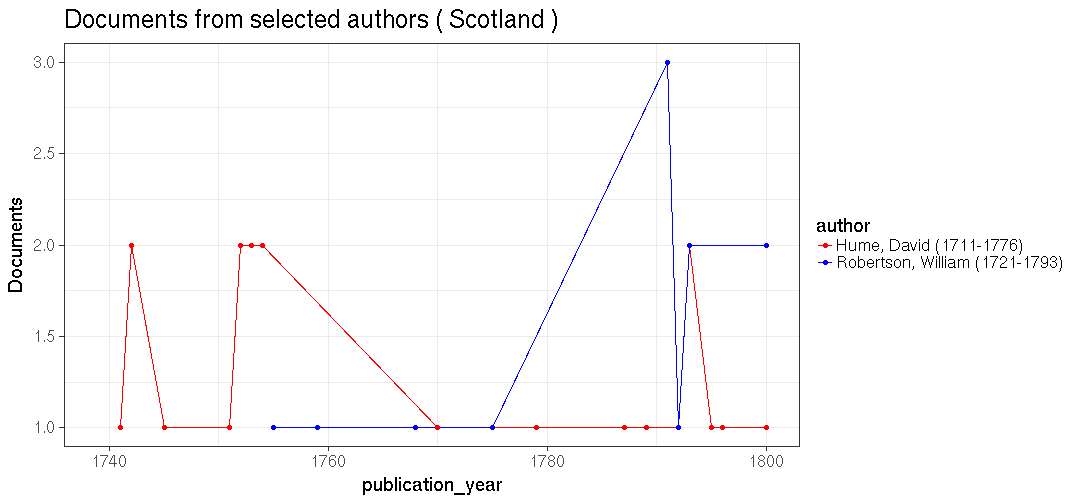 Documents from selected authors ( Scotland )
3.0
2.5
2.0
1.5
1.0
Documents
1740
1760
1780
1800
publication_year
author
Hume, David (1711-1776)
Robertson, William (1721-1793)